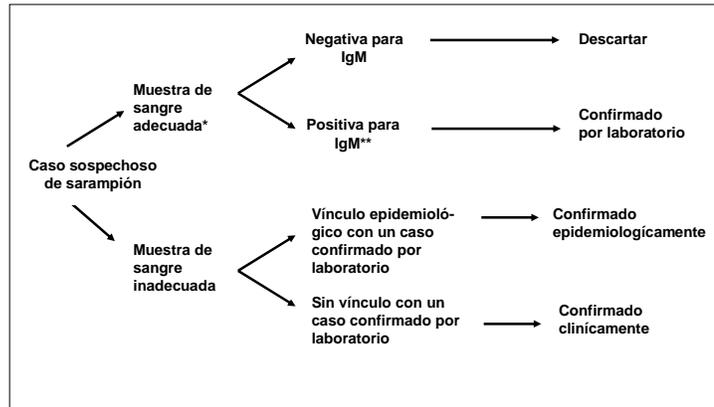 Negativa para
IgM
Descartar
Muestra de
sangre
adecuada*
Positiva para
IgM**
Confirmado
por laboratorio
Caso sospechoso
de sarampión
Vínculo epidemioló-
gico con un caso
confirmado por
laboratorio
Confirmado
epidemiologícamente
Muestra de
sangre
inadecuada
Sin vínculo con un
caso confirmado por
laboratorio
Confirmado
clinícamente